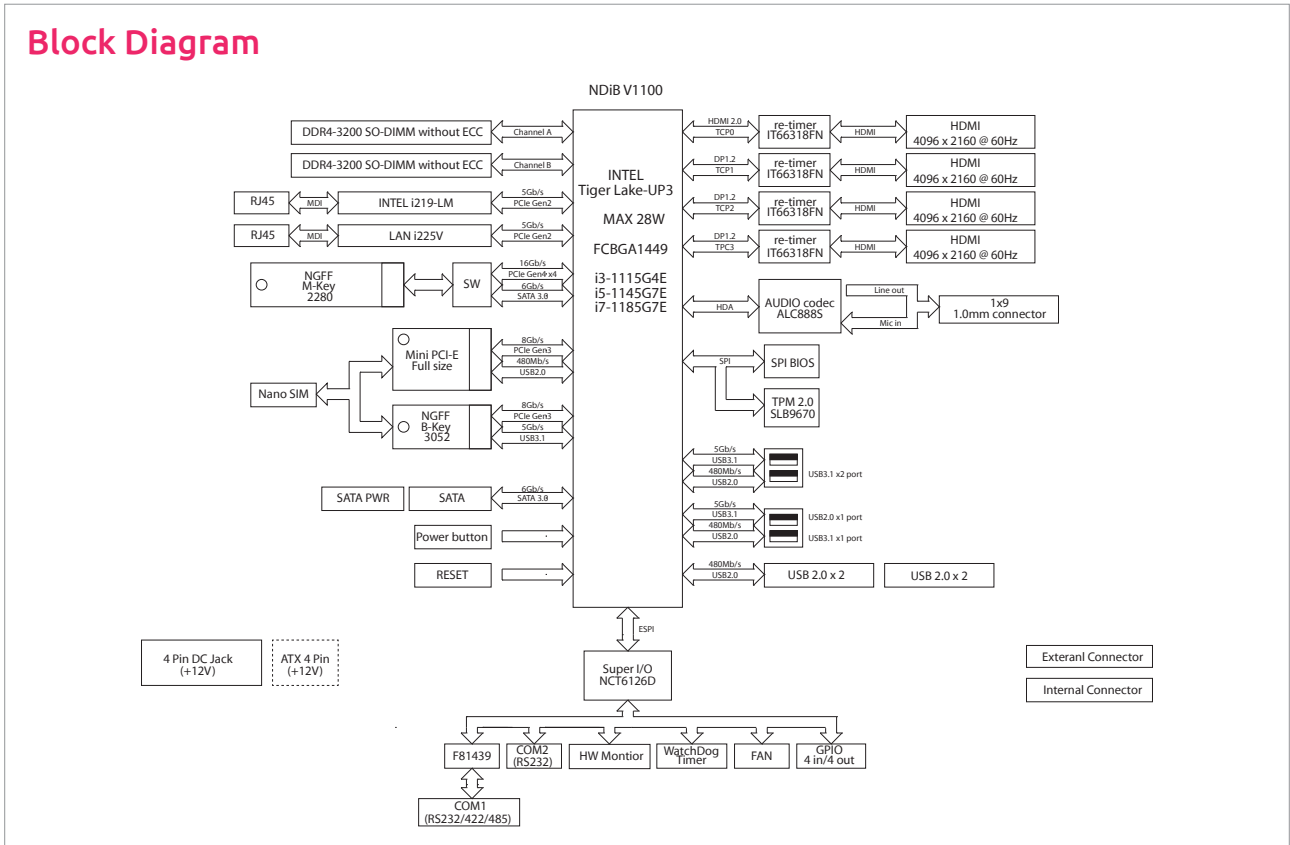 Block Diagram
NDiB V1100
INTEL
Tiger Lake-UP3
MAX 28W
FCBGA1449
i3-1115G4E
i5-1145G7E
i7-1185G7E
DDR4-3200 SO-DIMM without ECC
Channel A
DDR4-3200 SO-DIMM without ECC
Channel B
RJ45
MDI
INTEL i219-LM
5Gb/s
PCIe Gen2
RJ45
MDI
LAN i225V
5Gb/s
PCIe Gen2
NGFF
M-Key
2280
SW
16Gb/s
PCIe Gen4 x4
6Gb/s
SATA 3.0
Nano SIM
Mini PCI-E
Full size
8Gb/s
PCIe Gen3
480Mb/s
USB2.0
NGFF
B-Key
3052
8Gb/s
PCIe Gen3
5Gb/s
USB3.1
SATA PWR
SATA
6Gb/s
SATA 3.0
Power button
RESET
HDMI 2.0
TCP0
re-timer
IT66318FN
HDMI
HDMI
4096 x 2160 @ 60Hz
DP1.2
TCP1
re-timer
IT66318FN
HDMI
HDMI
4096 x 2160 @ 60Hz
DP1.2
TCP2
re-timer
IT66318FN
HDMI
HDMI
4096 x 2160 @ 60Hz
DP1.2
TPC3
re-timer
IT66318FN
HDMI
HDMI
4096 x 2160 @ 60Hz
HDA
AUDIO codec
ALC888S
Line out
Mic in
1x9
1.0mm connector
SPI
SPI BIOS
TPM 2.0
SLB9670
5Gb/s
USB3.1
480Mb/s
USB2.0
USB3.1 x2 port
5Gb/s
USB3.1
480Mb/s
USB2.0
USB2.0 x1 port
USB3.1 x1 port
480Mb/s
USB2.0
USB 2.0 x 2
USB 2.0 x 2
ESPI
Super I/O
NCT6126D
4 Pin DC Jack
(+12V)
ATX 4 Pin
(+12V)
Exteranl Connector
Internal Connector
F81439
COM2
(RS232)
HW Montior
WatchDog
Timer
FAN
GPIO
4 in/4 out
COM1
(RS232/422/485)